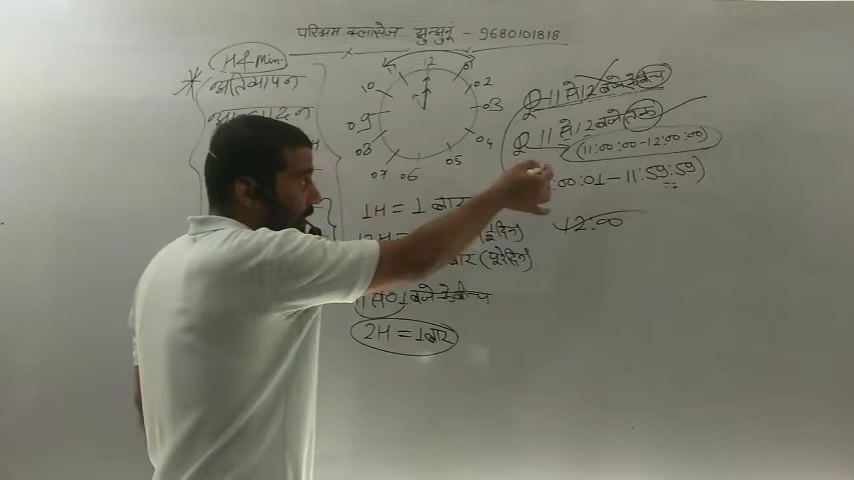 परिश्रम क्लासेज झुन्झुनूं - 9680101818
H4 Min.
अतिव्यापन
12
01
02
03
04
05
06
07
08
09
10
11
1H = 1 बार
(पूरे दिन)
11 से 01 बजे के बीच
2H = 1 बार
11 से 12 बजे के बीच
11 से 12 बजे तक
(11:00:00-12:00:00)
:00:01-11:59:59)
12:00